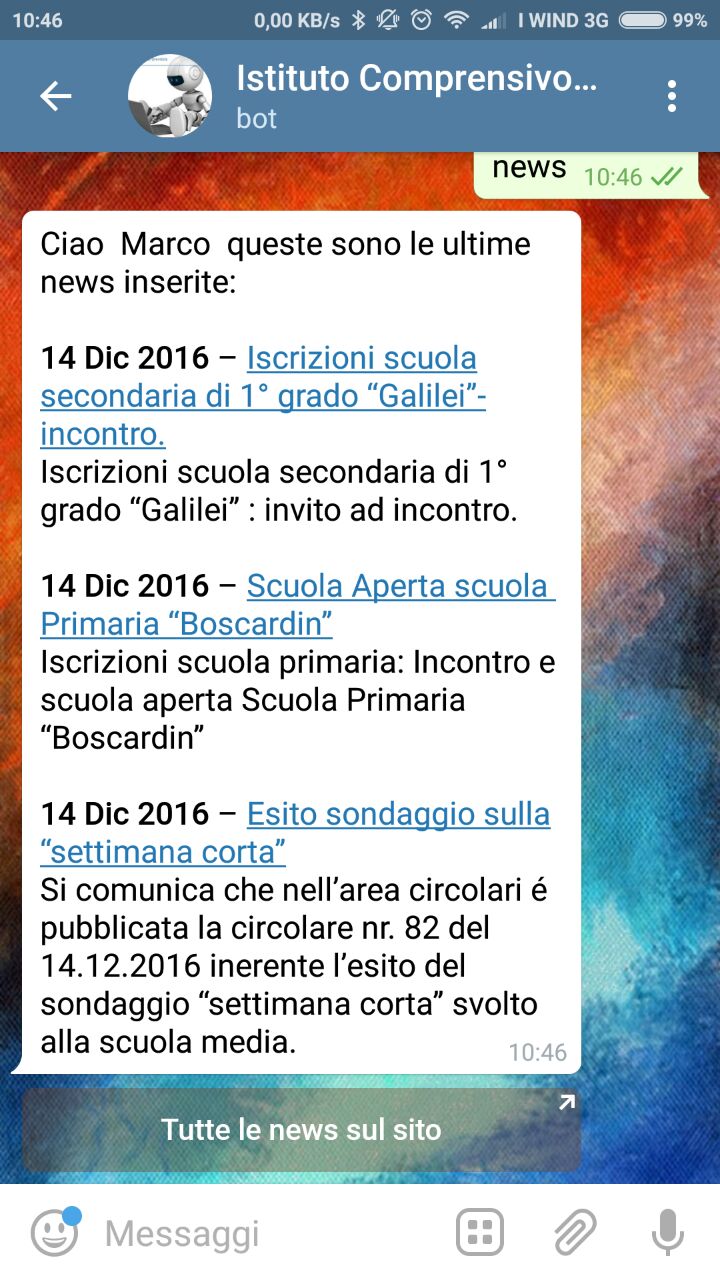 10:46 0,00 KB/s I WIND 3G 99%
Istituto Comprensivo...
bot
news 10:46
Ciao Marco queste sono le ultime
news inserite:
14 Dic 2016 – Iscrizioni scuola
secondaria di 1° grado “Galilei”-
incontro.
Iscrizioni scuola secondaria di 1°
grado “Galilei” : invito ad incontro.
14 Dic 2016 – Scuola Aperta scuola
Primaria “Boscardin”
Iscrizioni scuola primaria: Incontro e
scuola aperta Scuola Primaria
“Boscardin”
14 Dic 2016 – Esito sondaggio sulla
“settimana corta”
Si comunica che nell’area circolari é
pubblicata la circolare nr. 82 del
14.12.2016 inerente l’esito del
sondaggio “settimana corta” svolto
alla scuola media.
10:46
Tutte le news sul sito
Messaggi